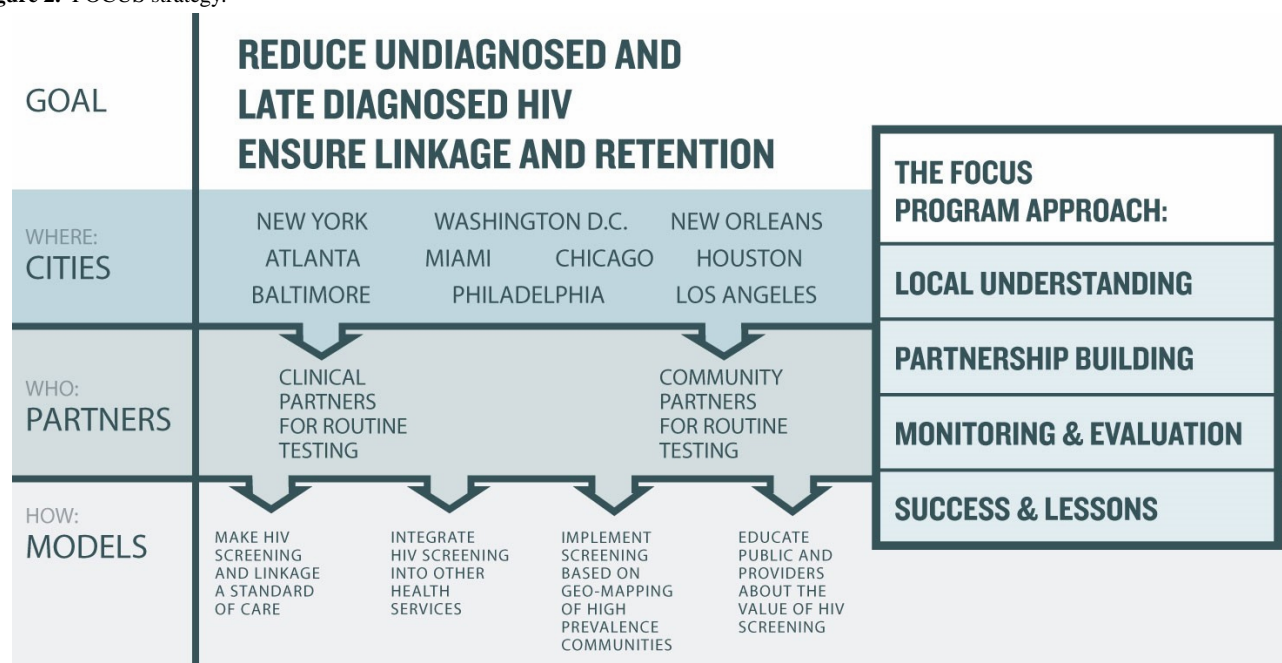 Figure 2. FOCUS strategy.
GOAL
REDUCE UNDIAGNOSED AND
LATE DIAGNOSED HIV
ENSURE LINKAGE AND RETENTION
WHERE:
CITIES
NEW YORK WASHINGTON D.C. NEW ORLEANS
ATLANTA MIAMI CHICAGO HOUSTON
BALTIMORE PHILADELPHIA LOS ANGELES
WHO:
PARTNERS
CLINICAL
PARTNERS
FOR ROUTINE
TESTING
COMMUNITY
PARTNERS
FOR ROUTINE
TESTING
HOW:
MODELS
MAKE HIV
SCREENING
AND LINKAGE
A STANDARD
OF CARE
INTEGRATE
HIV SCREENING
INTO OTHER
HEALTH
SERVICES
IMPLEMENT
SCREENING
BASED ON
GEO-MAPPING
OF HIGH
PREVALENCE
COMMUNITIES
EDUCATE
PUBLIC AND
PROVIDERS
ABOUT THE
VALUE OF HIV
SCREENING
THE FOCUS
PROGRAM APPROACH:
LOCAL UNDERSTANDING
PARTNERSHIP BUILDING
MONITORING & EVALUATION
SUCCESS & LESSONS